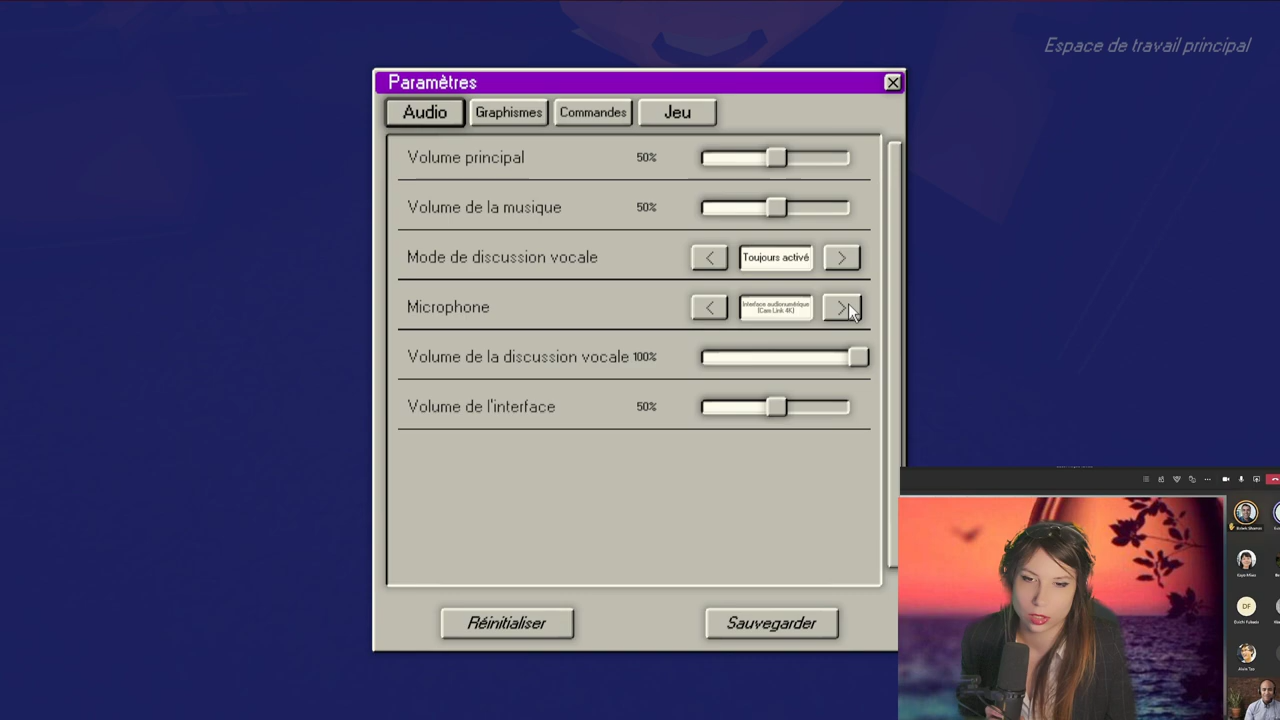 Espace de travail principal
Paramètres
Audio
Graphismes
Commandes
Jeu
Volume principal 50%
Volume de la musique 50%
Mode de discussion vocale Toujours activé
Microphone
Interface audionumérique
(Cam Link 4K)
Volume de la discussion vocale 100%
Volume de l'interface 50%
Réinitialiser
Sauvegarder
DF